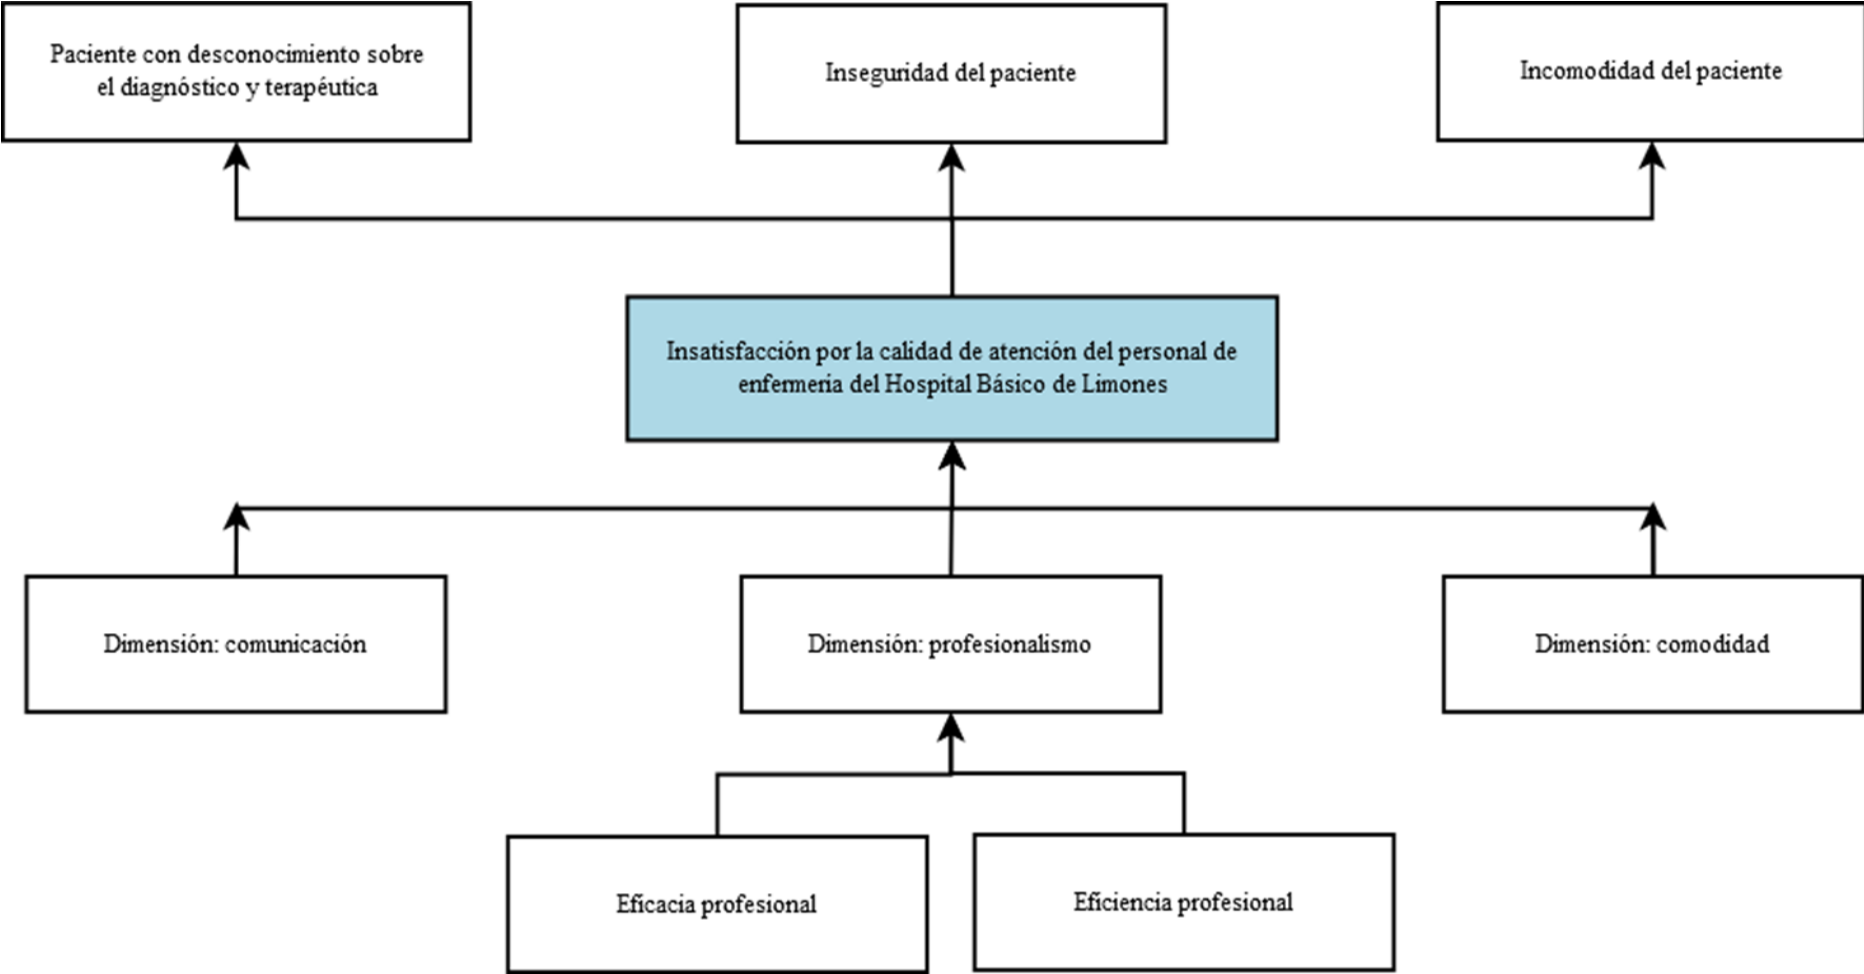 Paciente con desconocimiento sobre
el diagnóstico y terapéutica
Inseguridad del paciente
Incomodidad del paciente
Insatisfacción por la calidad de atención del personal de
enfermería del Hospital Básico de Limones
Dimensión: comunicación
Dimensión: profesionalismo
Dimensión: comodidad
Eficacia profesional
Eficiencia profesional